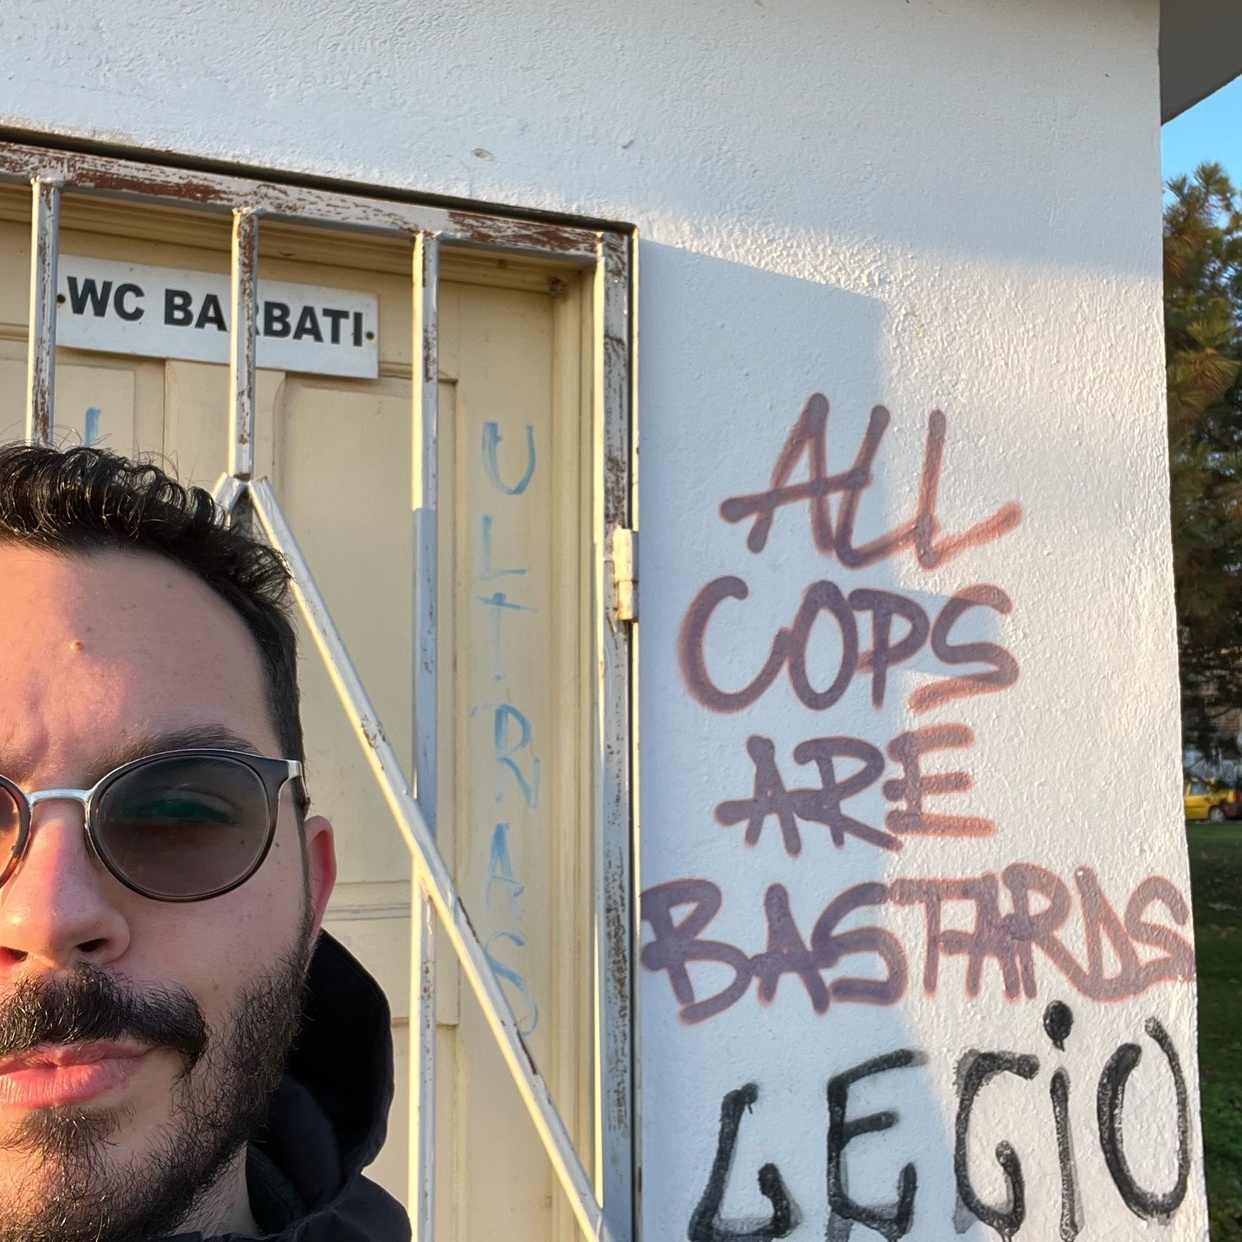 WC BARBATI
ULTRAS
ALL
COPS
ARE
BASTARDS
LEGIO